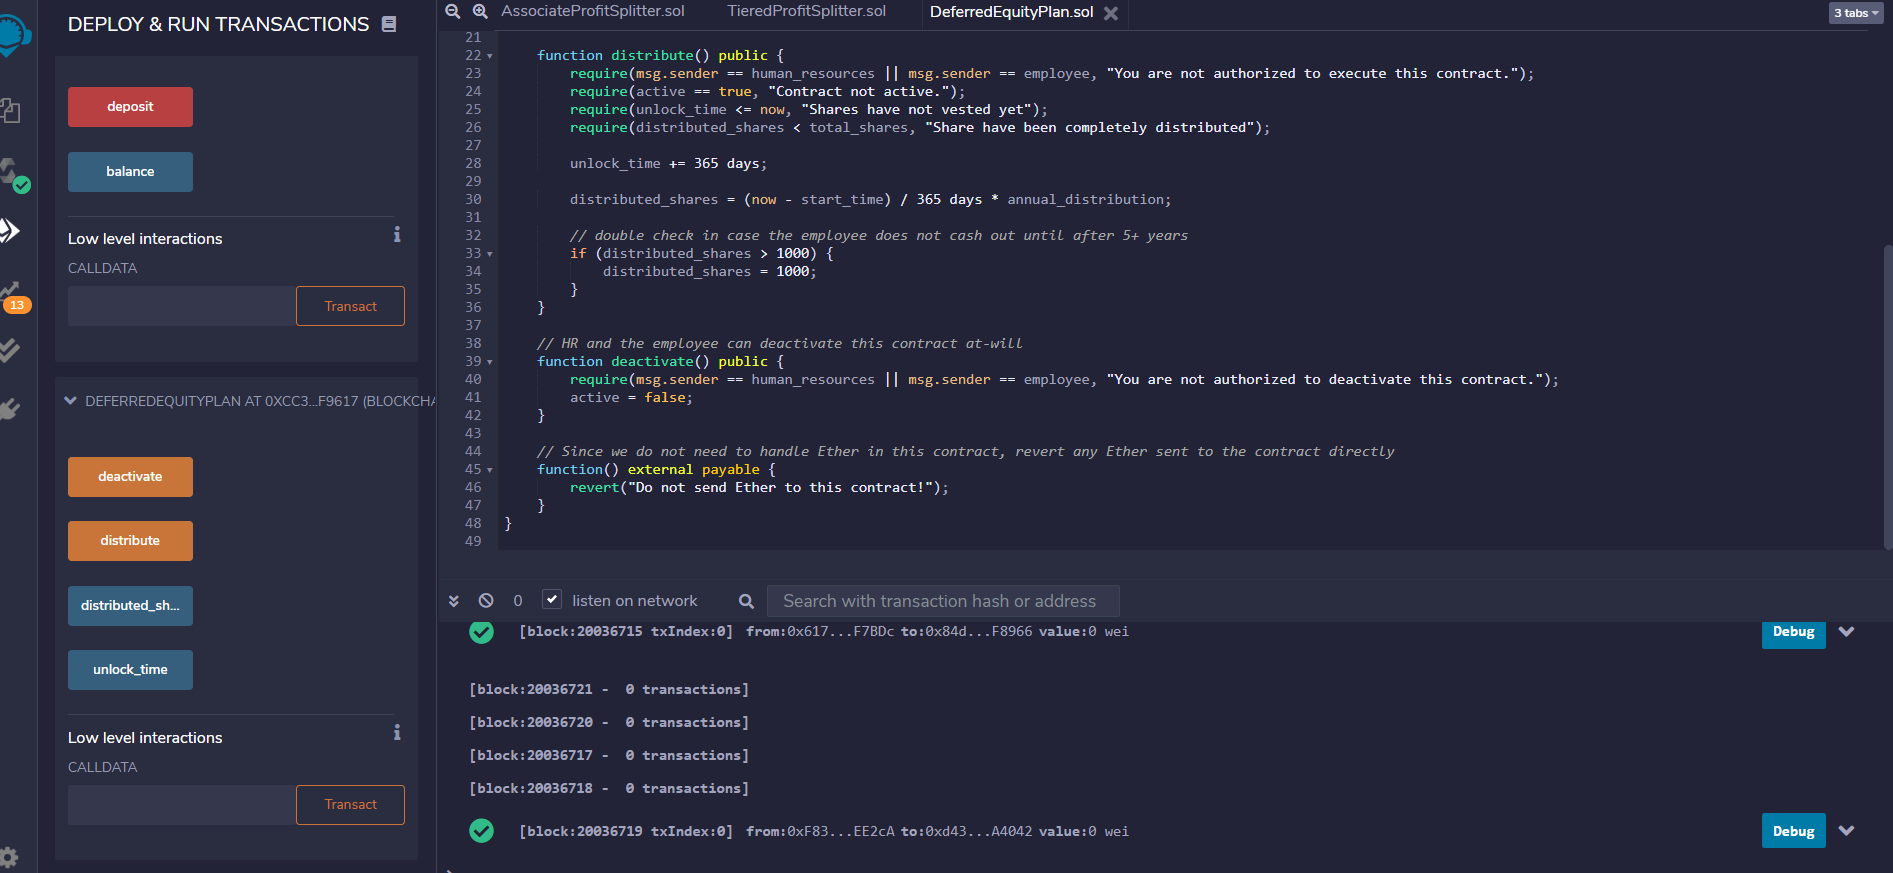 DEPLOY & RUN TRANSACTIONS
deposit
balance
Low level interactions
CALLDATA
Transact
13
DEFERREDEQUITYPLAN AT 0XCC3...F9617 (BLOCKCHA
deactivate
distribute
distributed_sh...
unlock_time
Low level interactions
CALLDATA
Transact
AssociateProfitSplitter.sol TieredProfitSplitter.sol DeferredEquityPlan.sol 3 tabs
21
22 function distribute() public {
23 require(msg.sender == human_resources || msg.sender == employee, "You are not authorized to execute this contract.");
24 require(active == true, "Contract not active.");
25 require(unlock_time <= now, "Shares have not vested yet");
26 require(distributed_shares < total_shares, "Share have been completely distributed");
27
28 unlock_time += 365 days;
29
30 distributed_shares = (now - start_time) / 365 days * annual_distribution;
31
32 // double check in case the employee does not cash out until after 5+ years
33 if (distributed_shares > 1000) {
34 distributed_shares = 1000;
35 }
36 }
37
38 // HR and the employee can deactivate this contract at-will
39 function deactivate() public {
40 require(msg.sender == human_resources || msg.sender == employee, "You are not authorized to deactivate this contract.");
41 active = false;
42 }
43
44 // Since we do not need to handle Ether in this contract, revert any Ether sent to the contract directly
45 function() external payable {
46 revert("Do not send Ether to this contract!");
47 }
48 }
49
0 listen on network Search with transaction hash or address
[block:20036715 txIndex:0] from:0x617...F7BDc to:0x84d...F8966 value:0 wei Debug
[block:20036721 - 0 transactions]
[block:20036720 - 0 transactions]
[block:20036717 - 0 transactions]
[block:20036718 - 0 transactions]
[block:20036719 txIndex:0] from:0xF83...EE2cA to:0xd43...A4042 value:0 wei Debug